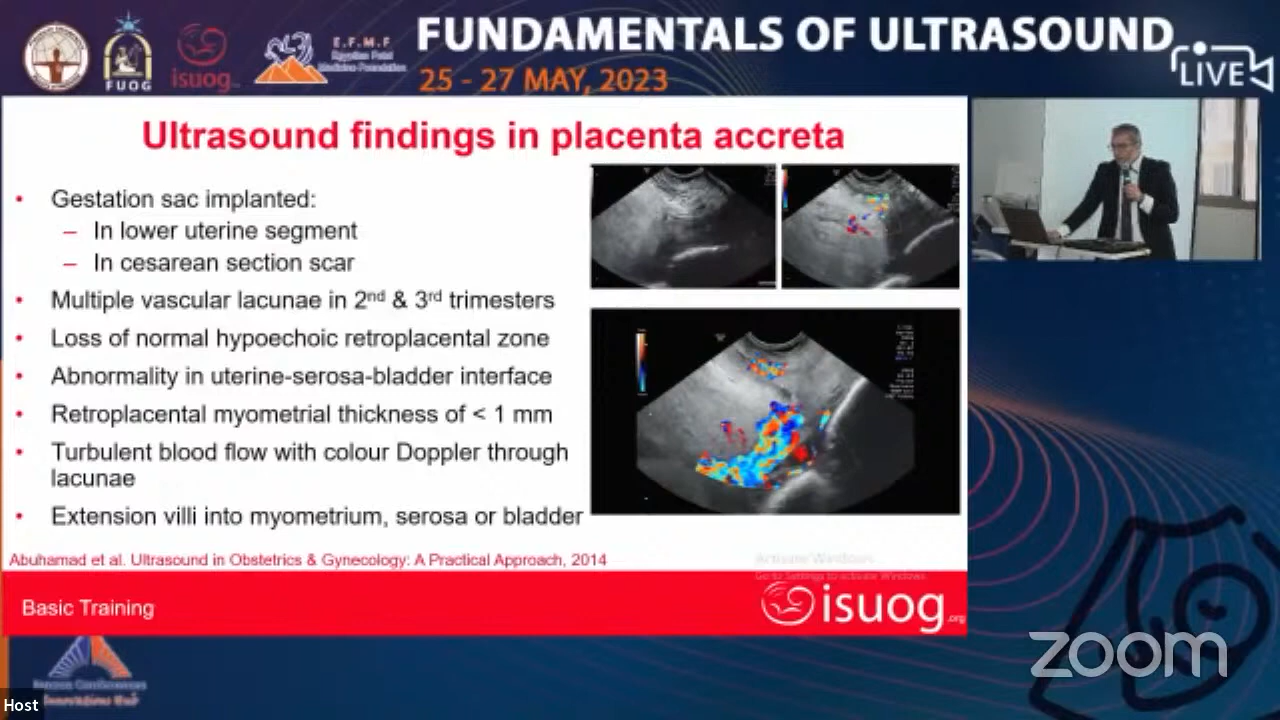 FUNDAMENTALS OF ULTRASOUND
25 - 27 MAY, 2023
LIVE
FUOG
isuog
E.F.M.F
Ultrasound findings in placenta accreta
• Gestation sac implanted:
– In lower uterine segment
– In cesarean section scar
• Multiple vascular lacunae in 2nd & 3rd trimesters
• Loss of normal hypoechoic retroplacental zone
• Abnormality in uterine-serosa-bladder interface
• Retroplacental myometrial thickness of < 1 mm
• Turbulent blood flow with colour Doppler through
lacunae
• Extension villi into myometrium, serosa or bladder
Abuhamad et al. Ultrasound in Obstetrics & Gynecology: A Practical Approach, 2014
Activate Windows
Go to Settings to activate Windows.
Basic Training
isuog.org
zoom
Host